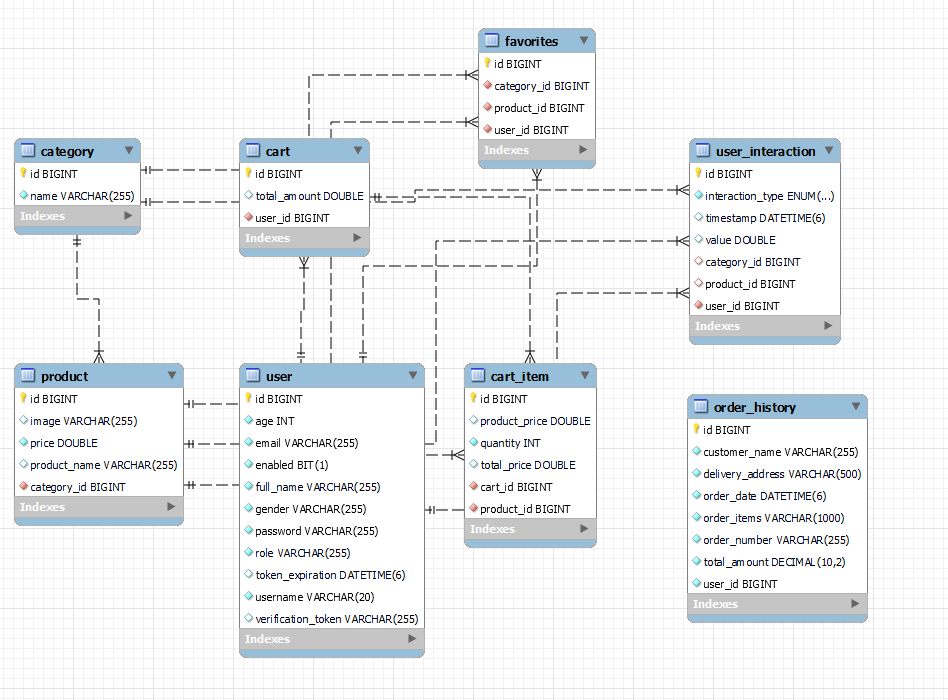 favorites
id BIGINT
category_id BIGINT
product_id BIGINT
user_id BIGINT
Indexes
category
id BIGINT
name VARCHAR(255)
Indexes
cart
id BIGINT
total_amount DOUBLE
user_id BIGINT
Indexes
user_interaction
id BIGINT
interaction_type ENUM(...)
timestamp DATETIME(6)
value DOUBLE
category_id BIGINT
product_id BIGINT
user_id BIGINT
Indexes
product
id BIGINT
image VARCHAR(255)
price DOUBLE
product_name VARCHAR(255)
category_id BIGINT
Indexes
user
id BIGINT
age INT
email VARCHAR(255)
enabled BIT(1)
full_name VARCHAR(255)
gender VARCHAR(255)
password VARCHAR(255)
role VARCHAR(255)
token_expiration DATETIME(6)
username VARCHAR(20)
verification_token VARCHAR(255)
Indexes
cart_item
id BIGINT
product_price DOUBLE
quantity INT
total_price DOUBLE
cart_id BIGINT
product_id BIGINT
Indexes
order_history
id BIGINT
customer_name VARCHAR(255)
delivery_address VARCHAR(500)
order_date DATETIME(6)
order_items VARCHAR(1000)
order_number VARCHAR(255)
total_amount DECIMAL(10,2)
user_id BIGINT
Indexes